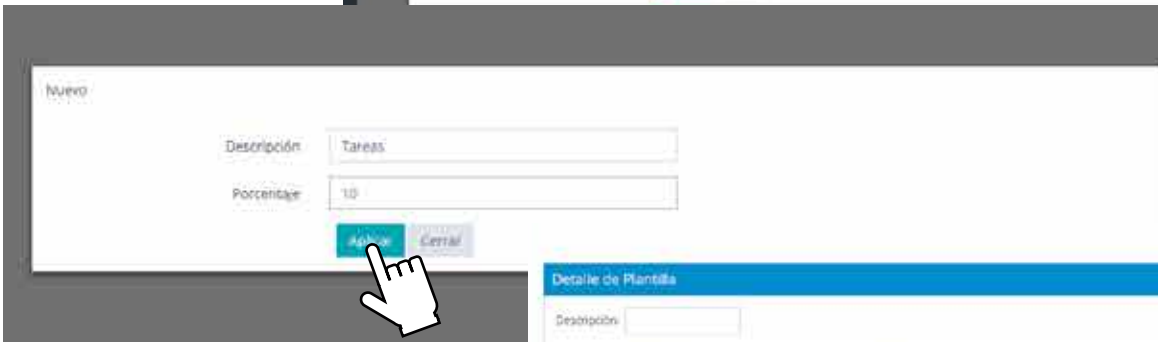 Nuevo
Descripción Tareas
Porcentaje 10
Aplicar Cerrar
Detalle de Plantilla
Descripción